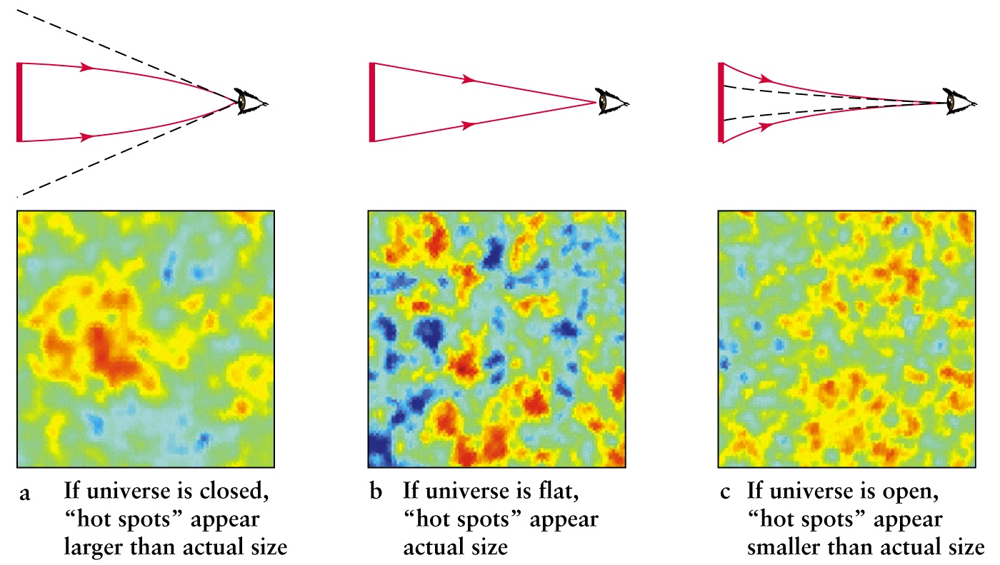 a If universe is closed,
“hot spots” appear
larger than actual size
b If universe is flat,
“hot spots” appear
actual size
c If universe is open,
“hot spots” appear
smaller than actual size